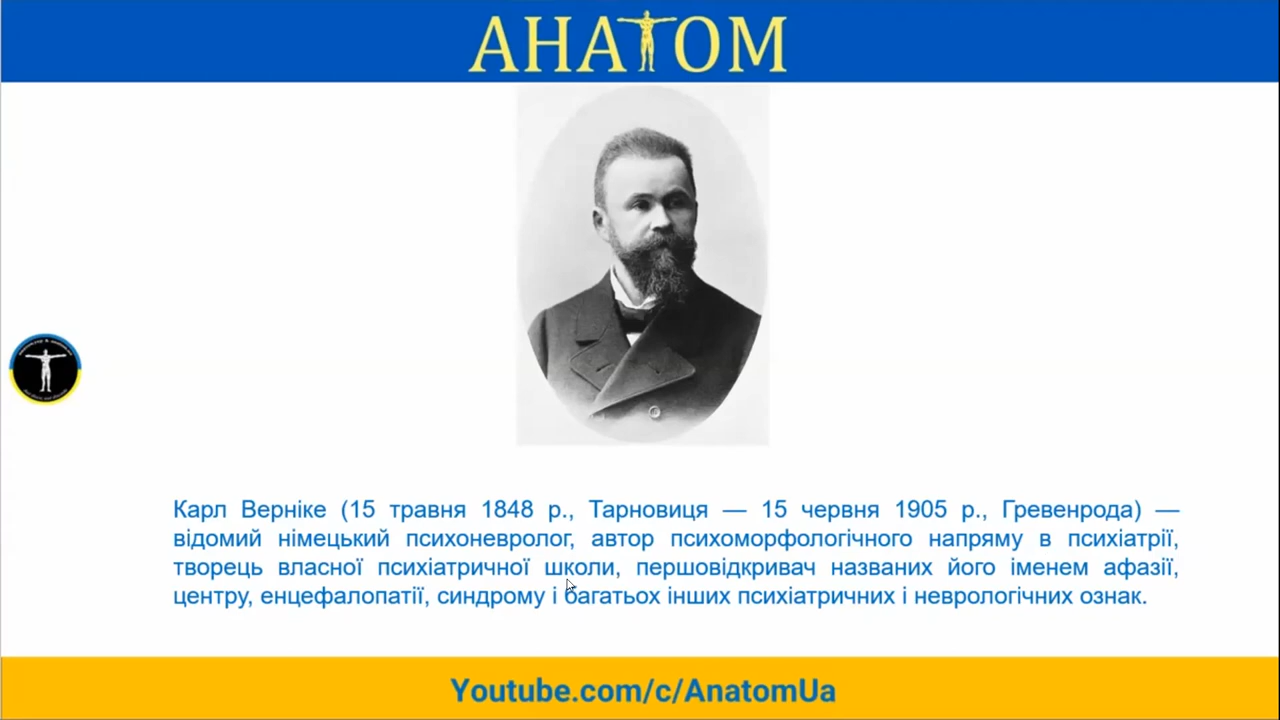 АНАТОМ
Карл Верніке (15 травня 1848 р., Тарновиця — 15 червня 1905 р., Гревенрода) —
відомий німецький психоневролог, автор психоморфологічного напряму в психіатрії,
творець власної психіатричної школи, першовідкривач названих його іменем афазії,
центру, енцефалопатії, синдрому і багатьох інших психіатричних і неврологічних ознак.
Youtube.com/c/AnatomUa